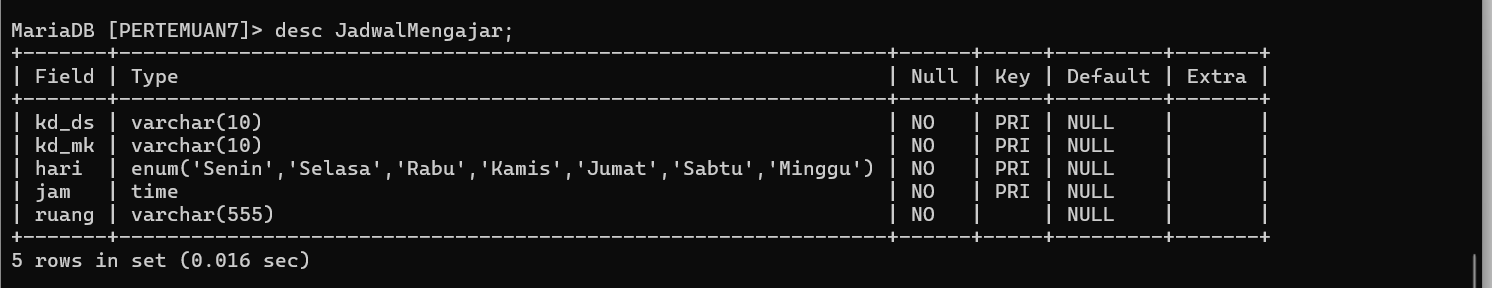 MariaDB [PERTEMUAN7]> desc JadwalMengajar;
+-------+----------------------------------------------------------------+------+-----+---------+-------+
| Field | Type                                                           | Null | Key | Default | Extra |
+-------+----------------------------------------------------------------+------+-----+---------+-------+
| kd_ds | varchar(10)                                                    | NO   | PRI | NULL    |       |
| kd_mk | varchar(10)                                                    | NO   | PRI | NULL    |       |
| hari  | enum('Senin','Selasa','Rabu','Kamis','Jumat','Sabtu','Minggu') | NO   | PRI | NULL    |       |
| jam   | time                                                           | NO   | PRI | NULL    |       |
| ruang | varchar(555)                                                   | NO   |     | NULL    |       |
+-------+----------------------------------------------------------------+------+-----+---------+-------+
5 rows in set (0.016 sec)